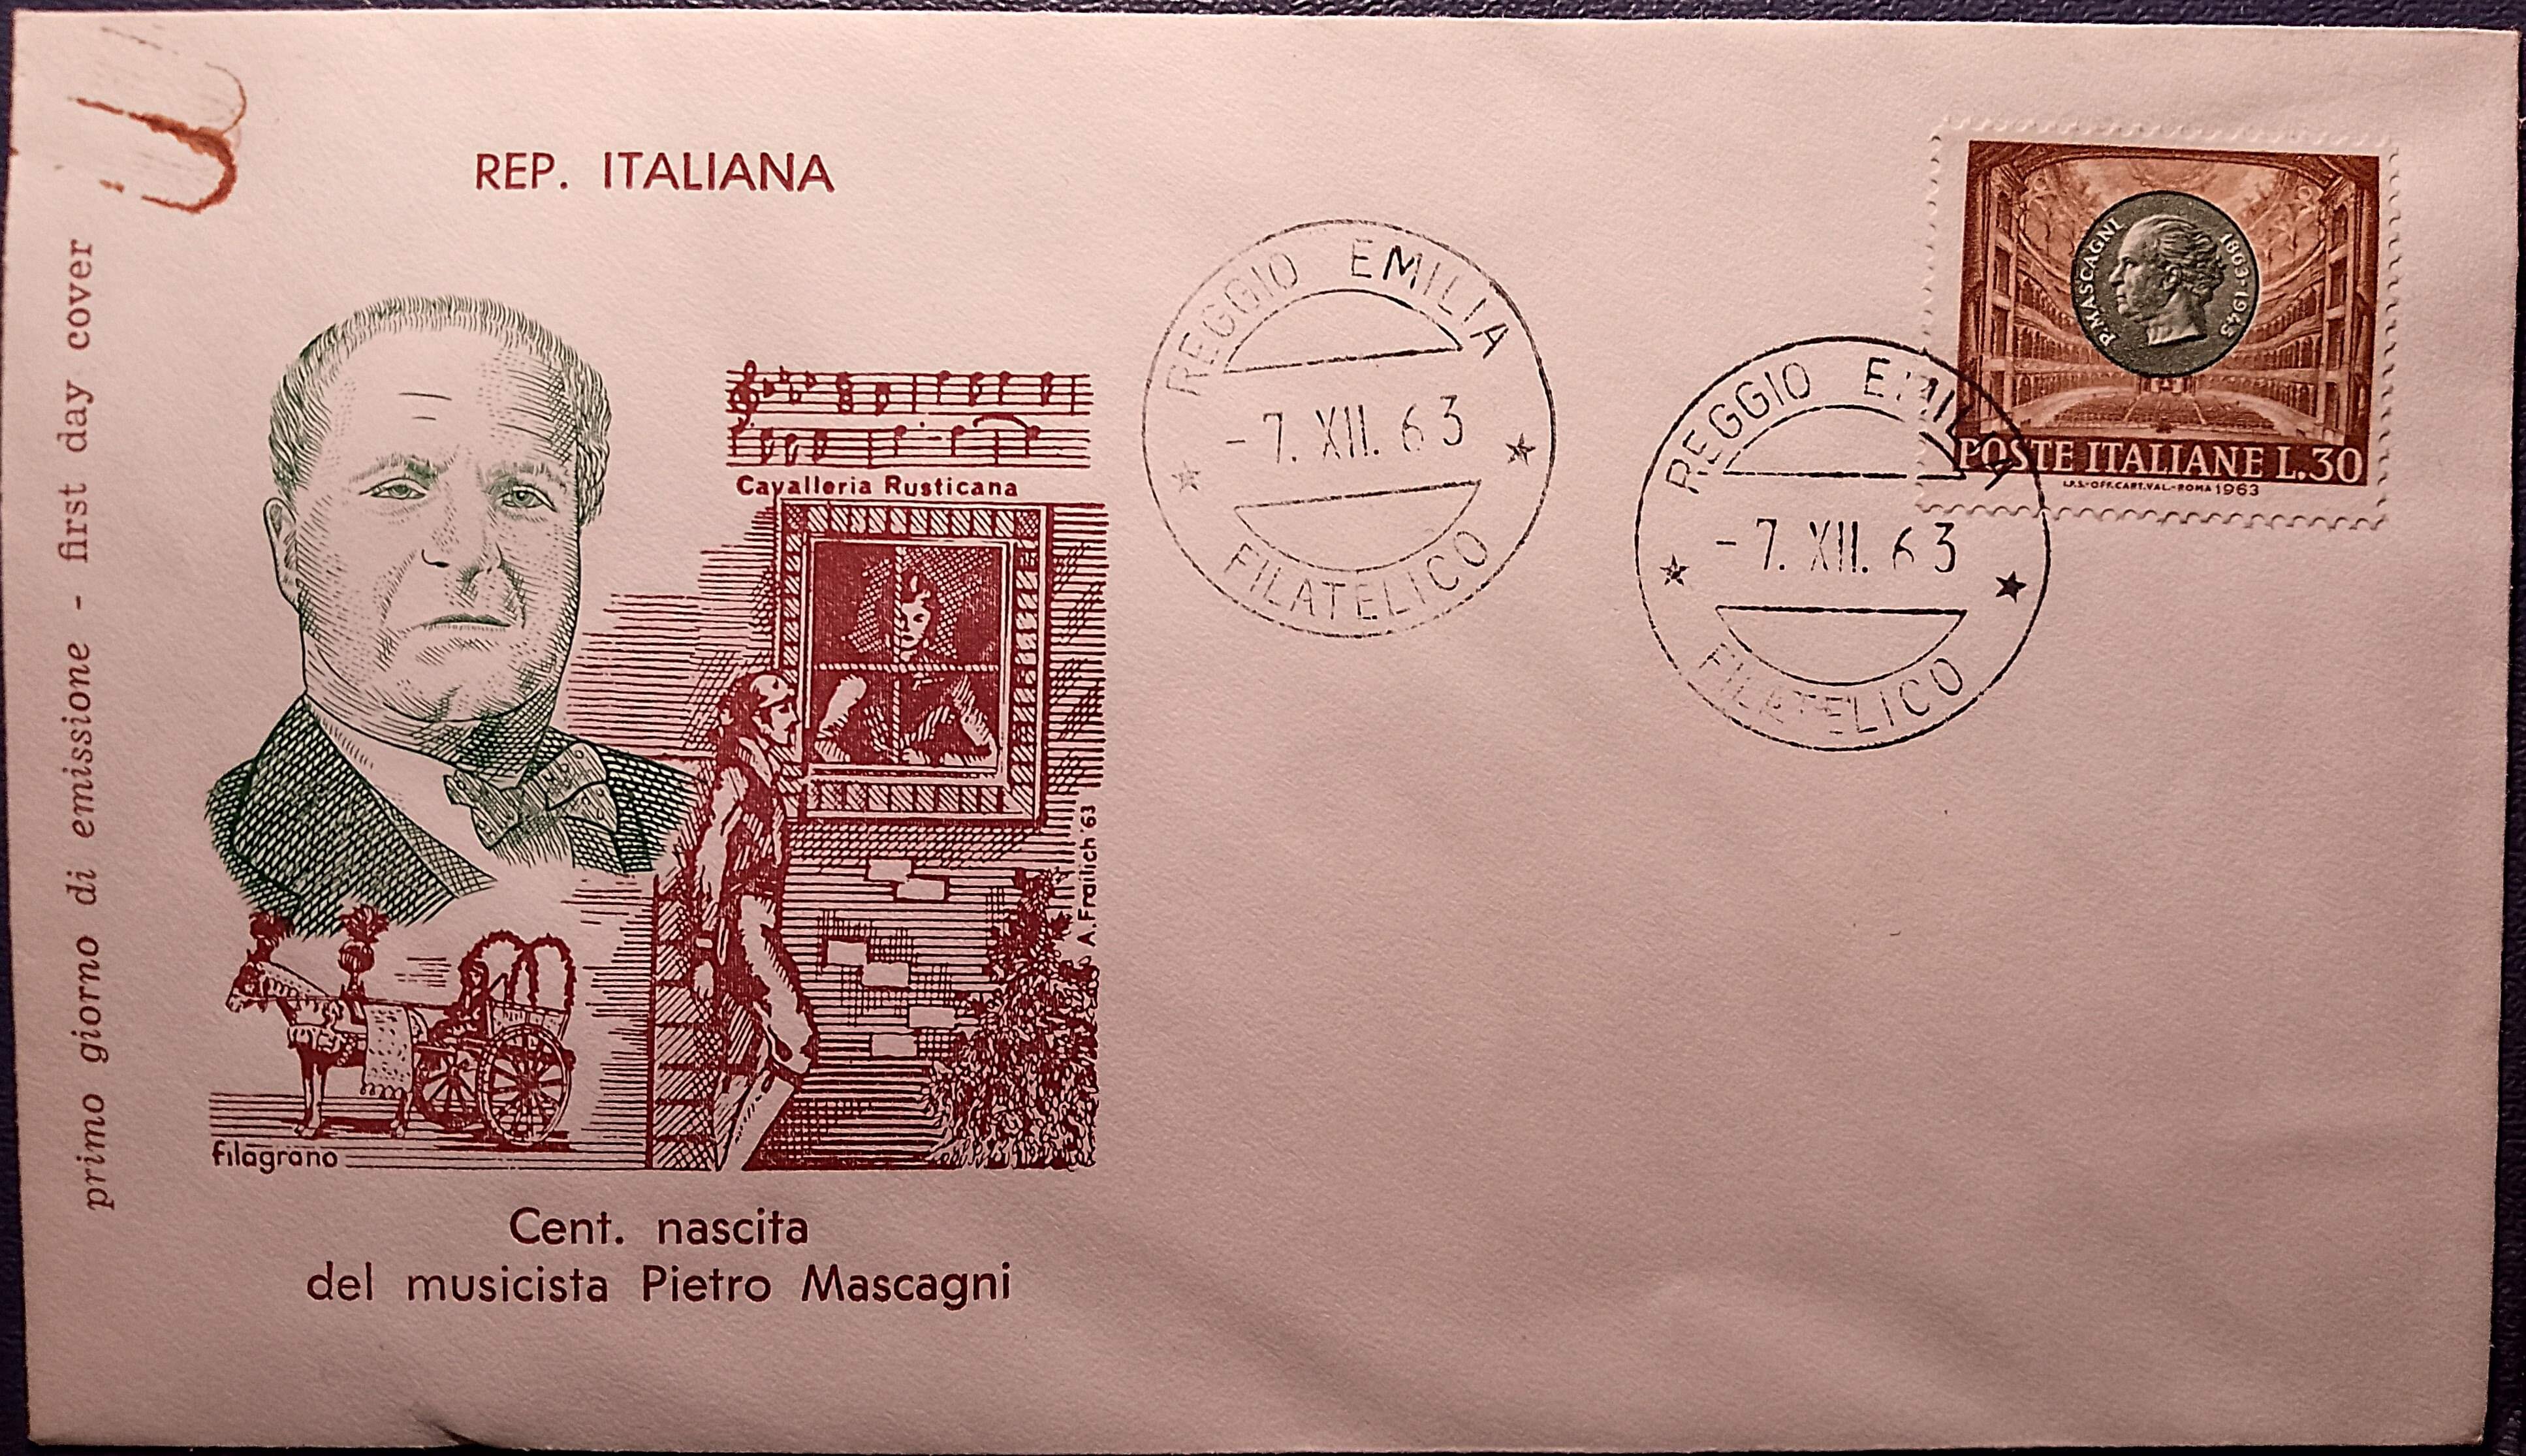 REP. ITALIANA
primo giorno di emissione - first day cover
Cavalleria Rusticana
A. Frailich '63
filagrano
Cent. nascita
del musicista Pietro Mascagni
REGGIO EMILIA
-7. XII. 63
FILATELICO
REGGIO EMILIA
-7. XII. 63
FILATELICO
P. MASCAGNI 1863-1945
POSTE ITALIANE L.30
I.P.S.-OFF.CART.VAL.-ROMA 1963